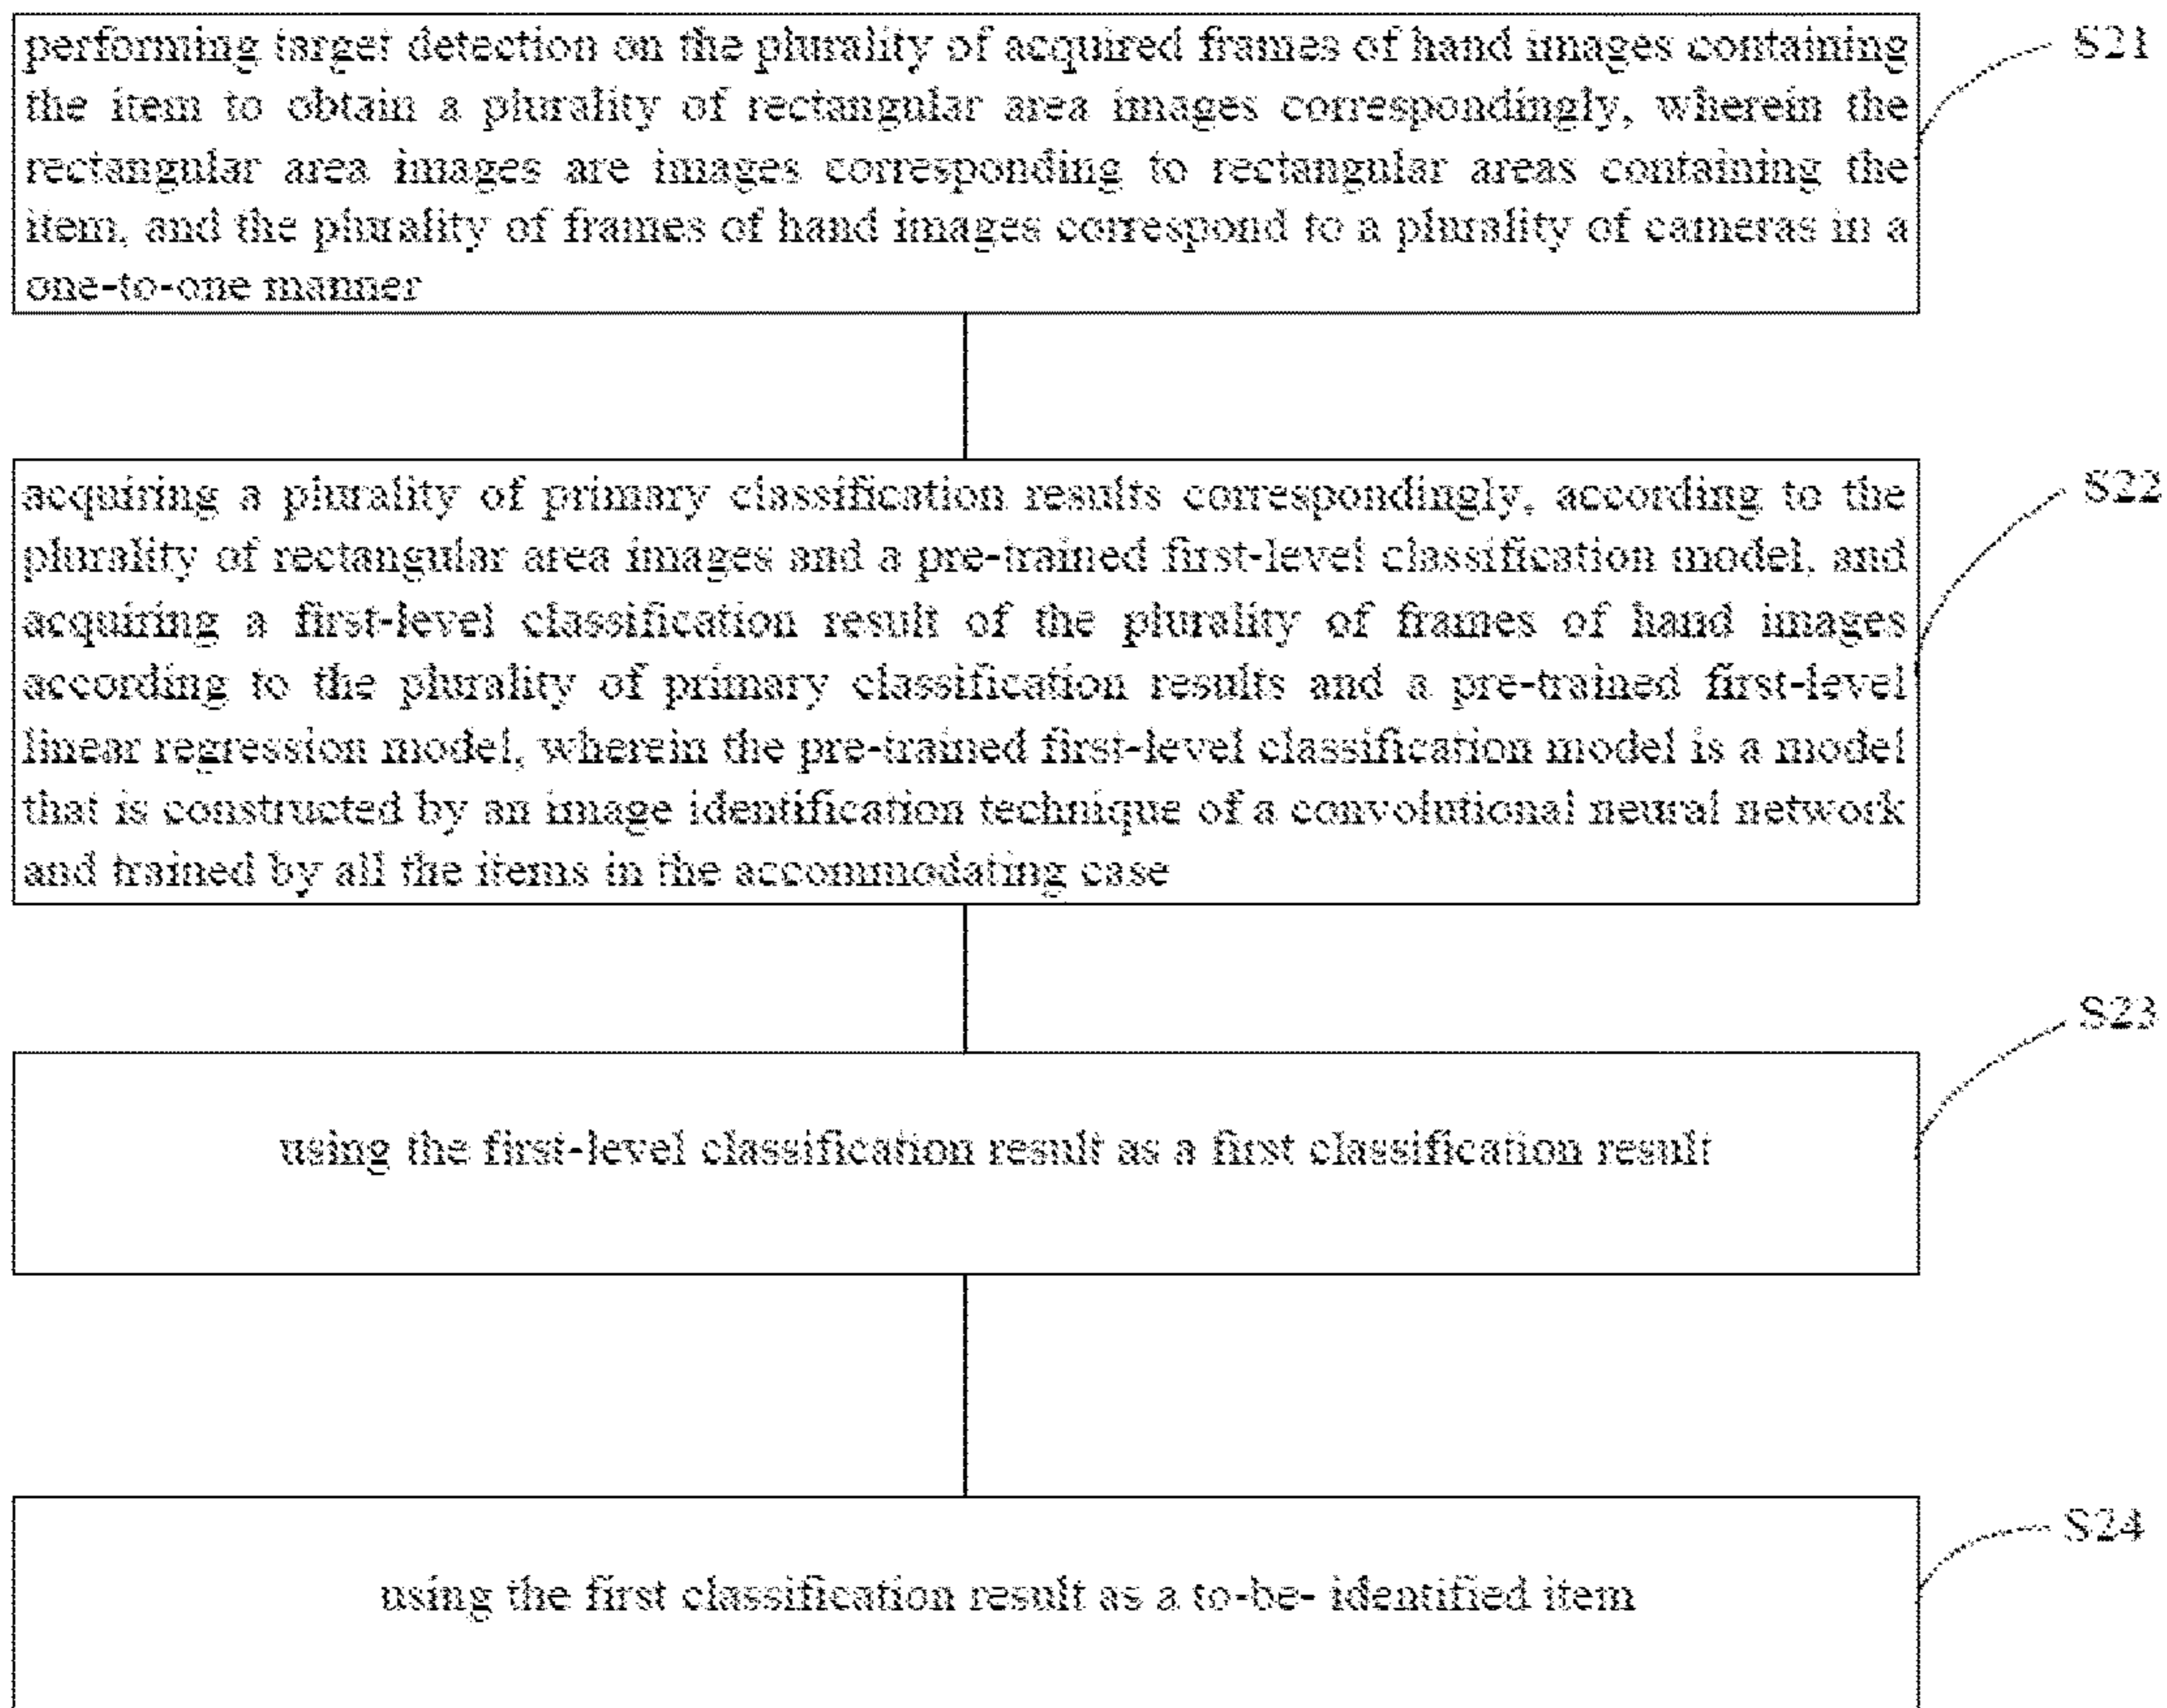 performing target detection on the plurality of acquired frames of hand images containing
the item to obtain a plurality of rectangular area images correspondingly, wherein the
rectangular area images are images corresponding to rectangular areas containing the
item, and the plurality of frames of hand images correspond to a plurality of cameras in a
one-to-one manner
S21
acquiring a plurality of primary classification results correspondingly, according to the
plurality of rectangular area images and a pre-trained first-level classification model, and
acquiring a first-level classification result of the plurality of frames of hand images
according to the plurality of primary classification results and a pre-trained first-level
linear regression model, wherein the pre-trained first-level classification model is a model
that is constructed by an image identification technique of a convolutional neural network
and trained by all the items in the accommodating case
S22
using the first-level classification result as a first classification result
S23
using the first classification result as a to-be- identified item
S24